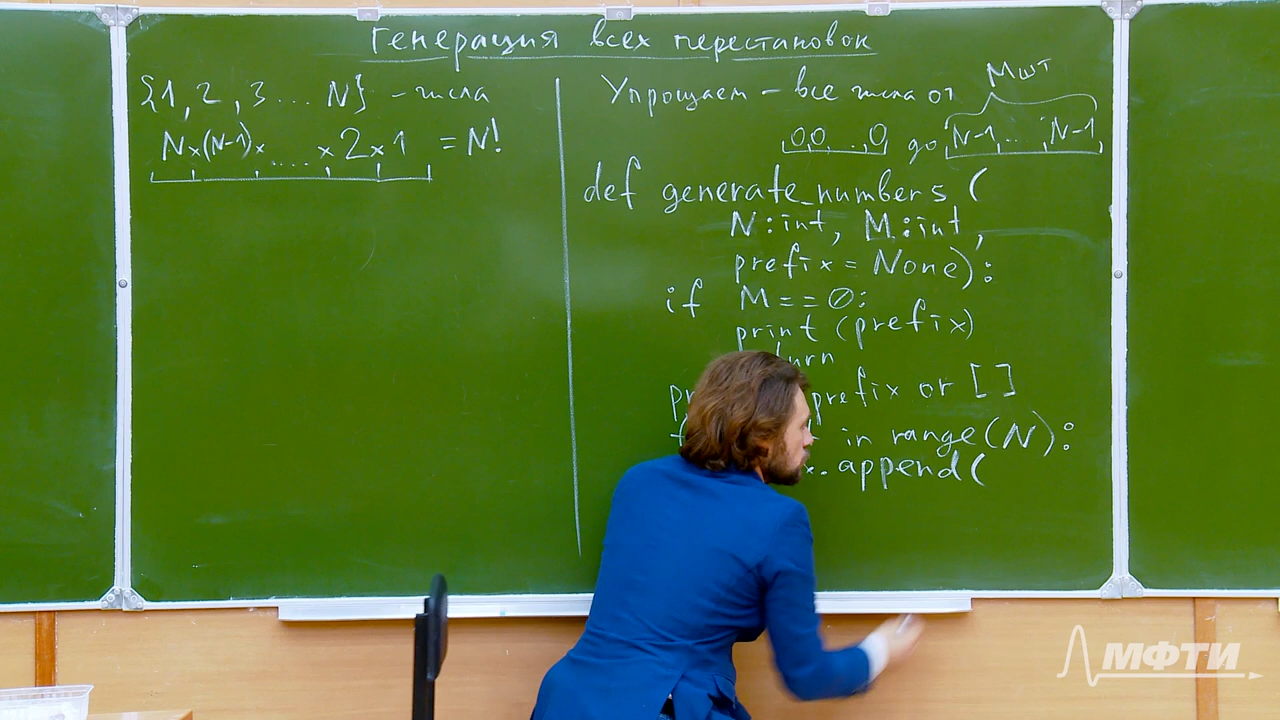 Генерация всех перестановок
{1, 2, 3 .... N} - числа
N×(N-1)× ..... ×2×1 = N!
Упрощаем - все числа от
M шт
0,0, ..., 0 до N-1, ... , N-1
def generate_numbers (
N:int, M:int,
prefix = None):
if M == 0:
print (prefix)
prefix or []
in range(N):
.append(
МФТИ